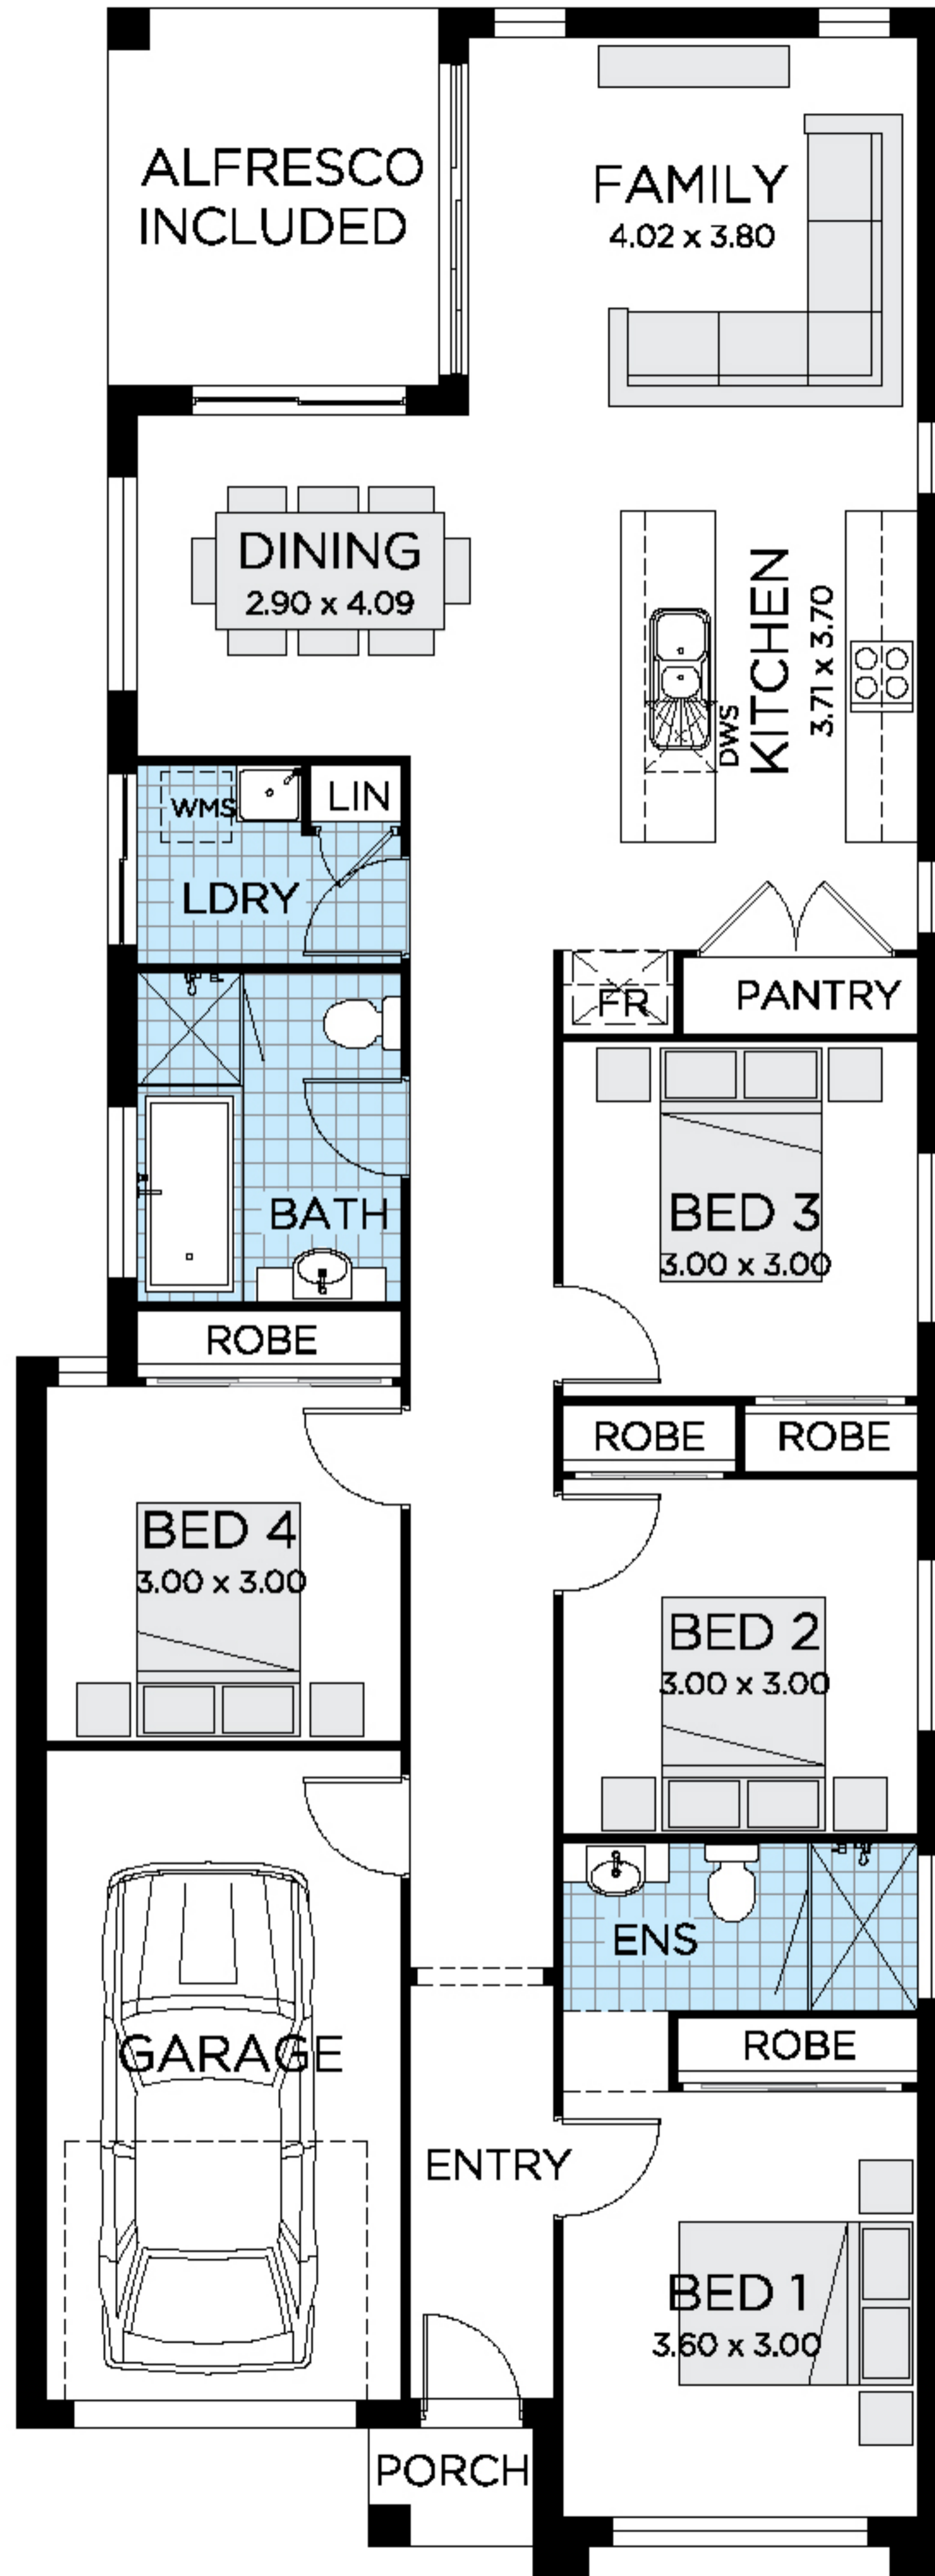 ALFRESCO
INCLUDED
FAMILY
4.02 x 3.80
DINING
2.90 x 4.09
KITCHEN
3.71 x 3.70
DWS
WMS
LIN
LDRY
FR
PANTRY
BATH
BED 3
3.00 x 3.00
ROBE
ROBE
ROBE
BED 4
3.00 x 3.00
BED 2
3.00 x 3.00
ENS
ROBE
GARAGE
ENTRY
BED 1
3.60 x 3.00
PORCH